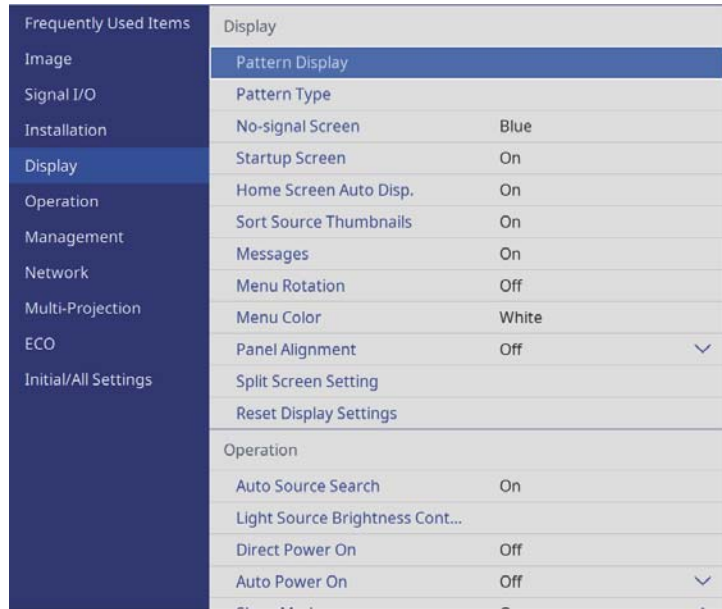 Frequently Used Items
Image
Signal I/O
Installation
Display
Operation
Management
Network
Multi-Projection
ECO
Initial/All Settings
Display
Pattern Display
Pattern Type
No-signal Screen Blue
Startup Screen On
Home Screen Auto Disp. On
Sort Source Thumbnails On
Messages On
Menu Rotation Off
Menu Color White
Panel Alignment Off
Split Screen Setting
Reset Display Settings
Operation
Auto Source Search On
Light Source Brightness Cont...
Direct Power On Off
Auto Power On Off